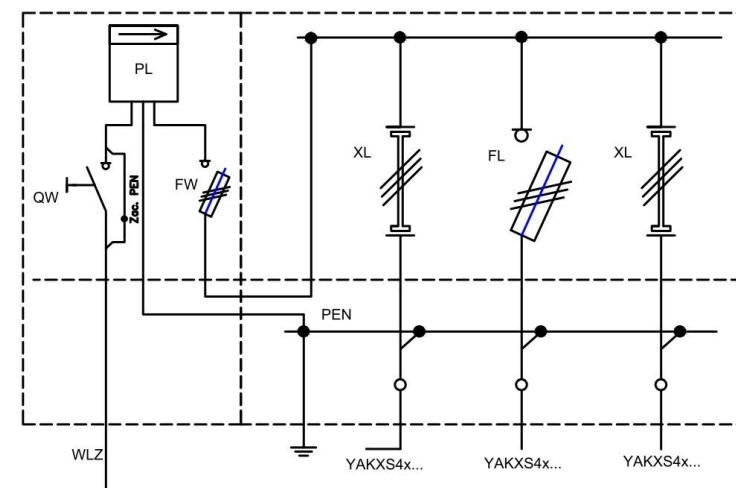 PL
XL
FL
XL
QW
Zac. PEN
FW
PEN
WLZ
YAKXS4x...
YAKXS4x...
YAKXS4x...